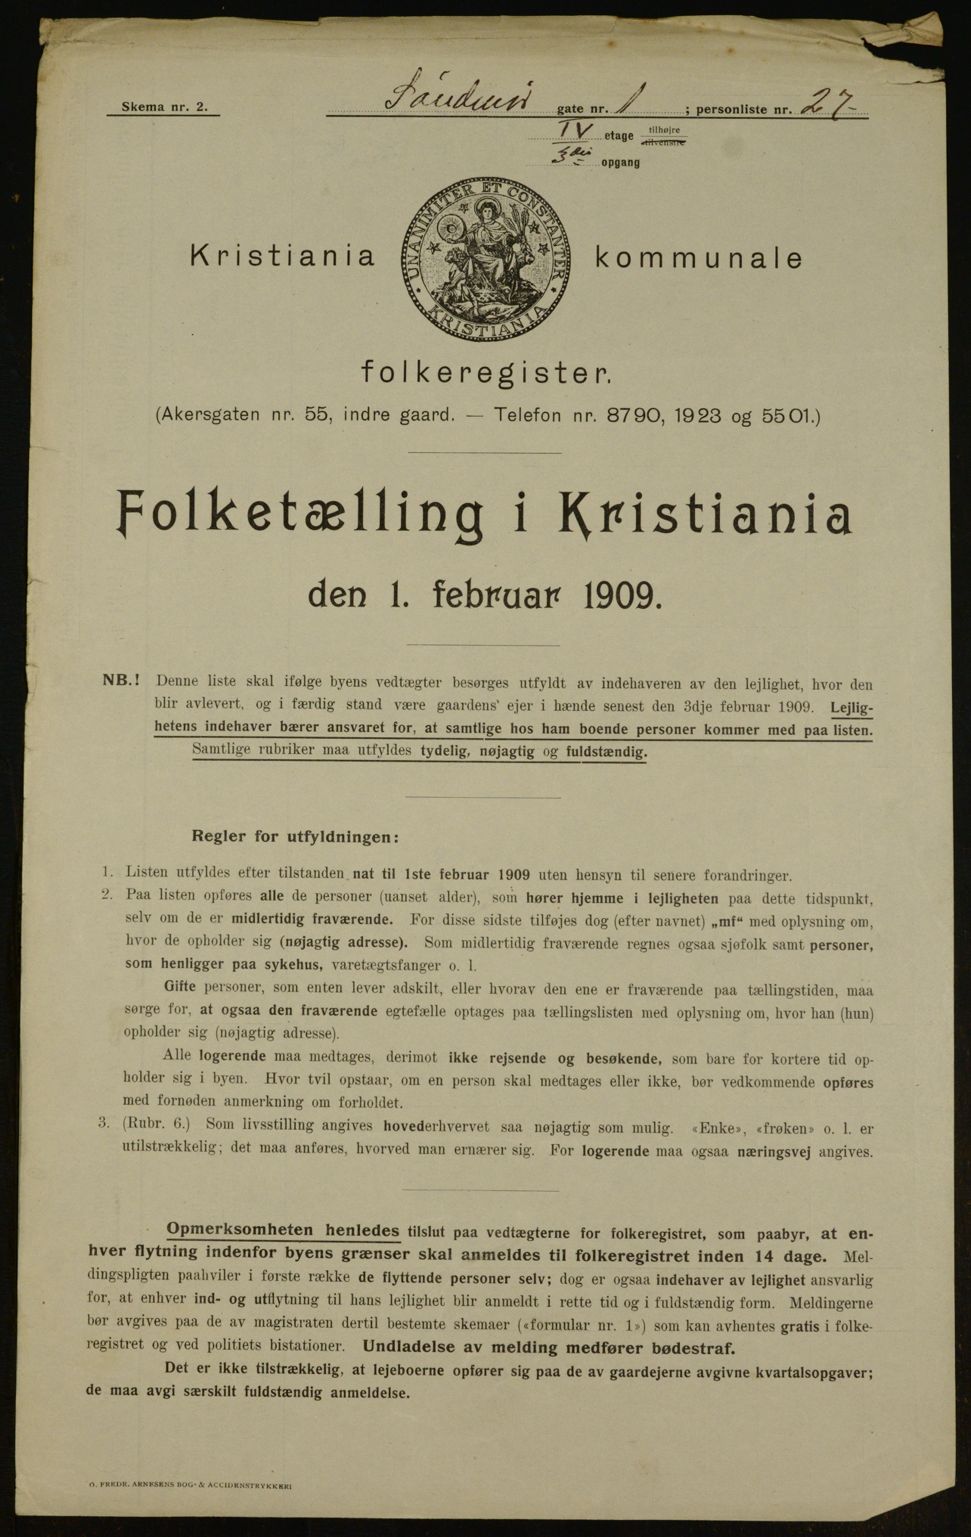 Skema nr. 2.
Söndmör gate nr. 1 ; personliste nr. 27
IV etage tilhøjre
tilvenstre
3die opgang
UNANIMITER ET CONSTANTER
KRISTIANIA
Kristiania kommunale
folkeregister.
(Akersgaten nr. 55, indre gaard. — Telefon nr. 8790, 1923 og 5501.)
Folketælling i Kristiania
den 1. februar 1909.
NB.! Denne liste skal ifølge byens vedtægter besørges utfyldt av indehaveren av den lejlighet, hvor den
blir avlevert, og i færdig stand være gaardens' ejer i hænde senest den 3dje februar 1909. Lejlig-
hetens indehaver bærer ansvaret for, at samtlige hos ham boende personer kommer med paa listen.
Samtlige rubriker maa utfyldes tydelig, nøjagtig og fuldstændig.
Regler for utfyldningen:
1. Listen utfyldes efter tilstanden nat til 1ste februar 1909 uten hensyn til senere forandringer.
2. Paa listen opføres alle de personer (uanset alder), som hører hjemme i lejligheten paa dette tidspunkt,
selv om de er midlertidig fraværende. For disse sidste tilføjes dog (efter navnet) „mf“ med oplysning om,
hvor de opholder sig (nøjagtig adresse). Som midlertidig fraværende regnes ogsaa sjøfolk samt personer,
som henligger paa sykehus, varetægtsfanger o. l.
Gifte personer, som enten lever adskilt, eller hvorav den ene er fraværende paa tællingstiden, maa
sørge for, at ogsaa den fraværende egtefælle optages paa tællingslisten med oplysning om, hvor han (hun)
opholder sig (nøjagtig adresse).
Alle logerende maa medtages, derimot ikke rejsende og besøkende, som bare for kortere tid op-
holder sig i byen. Hvor tvil opstaar, om en person skal medtages eller ikke, bør vedkommende opføres
med fornøden anmerkning om forholdet.
3. (Rubr. 6.) Som livsstilling angives hovederhvervet saa nøjagtig som mulig. «Enke», «frøken» o. l. er
utilstrækkelig; det maa anføres, hvorved man ernærer sig. For logerende maa ogsaa næringsvej angives.
Opmerksomheten henledes tilslut paa vedtægterne for folkeregistret, som paabyr, at en-
hver flytning indenfor byens grænser skal anmeldes til folkeregistret inden 14 dage. Mel-
dingspligten paahviler i første række de flyttende personer selv; dog er ogsaa indehaver av lejlighet ansvarlig
for, at enhver ind- og utflytning til hans lejlighet blir anmeldt i rette tid og i fuldstændig form. Meldingerne
bør avgives paa de av magistraten dertil bestemte skemaer («formular nr. 1») som kan avhentes gratis i folke-
registret og ved politiets bistationer. Undladelse av melding medfører bødestraf.
Det er ikke tilstrækkelig, at lejeboerne opfører sig paa de av gaardejerne avgivne kvartalsopgaver;
de maa avgi særskilt fuldstændig anmeldelse.
O. FREDR. ARNESENS BOG- & ACCIDENSTRYKKERI